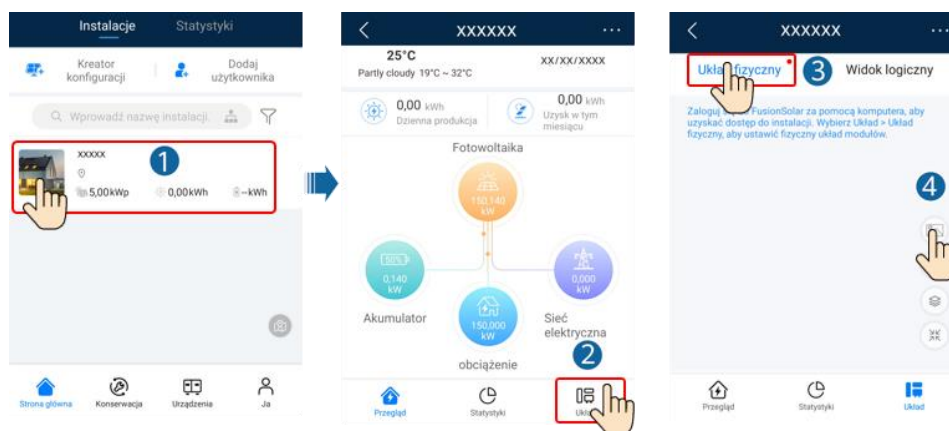 Instalacje Statystyki
Kreator konfiguracji
Dodaj użytkownika
Wprowadź nazwę instalacji.
xxxxx
1
5,00kWp 0,00kWh --kWh
Strona główna Konserwacja Urządzenia Ja
XXXXXX
25°C
Partly cloudy 19°C ~ 32°C
XX/XX/XXXX
0,00 kWh
Dzienna produkcja
0,00 kWh
Uzysk w tym
miesiącu
Fotowoltaika
150,140
kW
50%
0,140
kW
0,000
kW
Akumulator
150,000
kW
Sieć
elektryczna
obciążenie
2
Przegląd Statystyki
XXXXXX
fizyczny
3
Widok logiczny
FusionSolar za pomocą komputera, aby
uzyskać dostęp do instalacji. Wybierz Układ > Układ
fizyczny, aby ustawić fizyczny układ modułów.
4
Przegląd Statystyki Układ